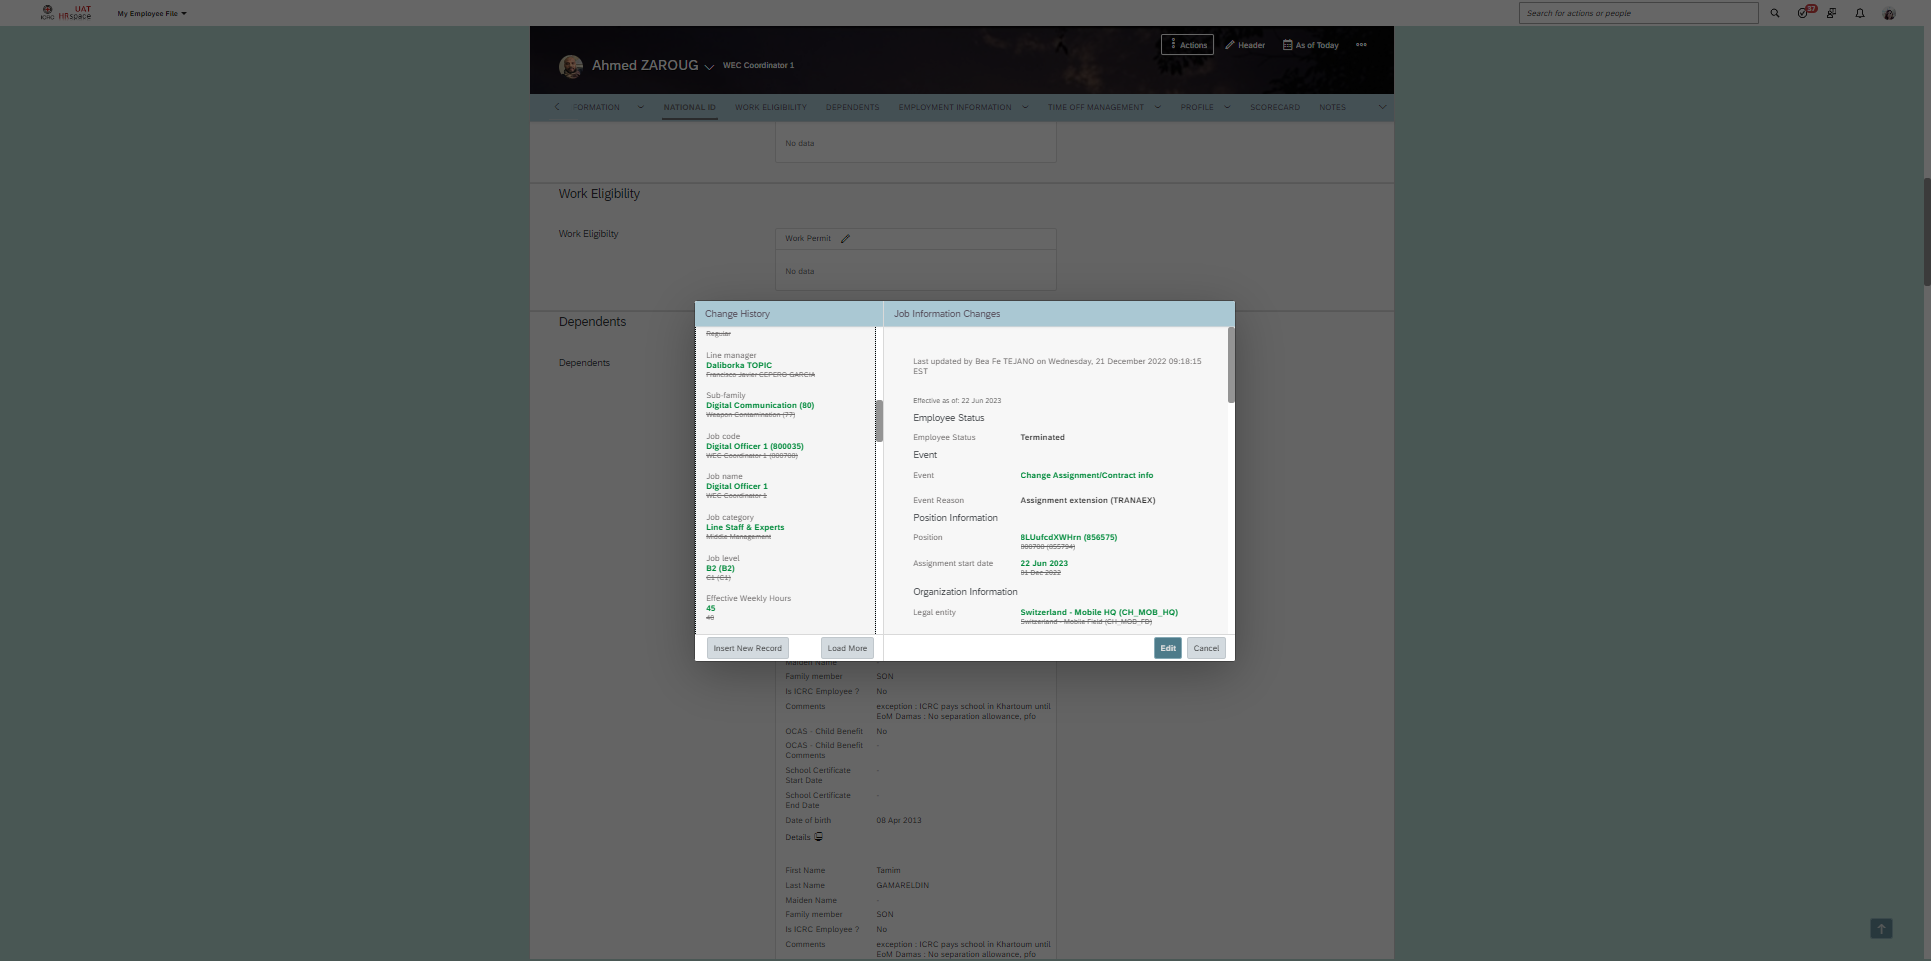 ICRC
UAT
HRspace
My Employee File
Search for actions or people
37
Ahmed ZAROUG
WEC Coordinator 1
Actions
Header
As of Today
FORMATION
NATIONAL ID
WORK ELIGIBILITY
DEPENDENTS
EMPLOYMENT INFORMATION
TIME OFF MANAGEMENT
PROFILE
SCORECARD
NOTES
No data
Work Eligibility
Work Eligibilty
Work Permit
No data
Dependents
Dependents
Change History
Regular
Line manager
Daliborka TOPIC
Francisco Javier CEPERO GARCIA
Sub-family
Digital Communication (80)
Weapon Contamination (77)
Job code
Digital Officer 1 (800035)
WEC Coordinator 1 (000700)
Job name
Digital Officer 1
WEC Coordinator 1
Job category
Line Staff & Experts
Middle Management
Job level
B2 (B2)
C1 (C1)
Effective Weekly Hours
45
40
Insert New Record
Load More
Job Information Changes
Last updated by Bea Fe TEJANO on Wednesday, 21 December 2022 09:18:15
EST
Effective as of: 22 Jun 2023
Employee Status
Employee Status Terminated
Event
Event Change Assignment/Contract info
Event Reason Assignment extension (TRANAEX)
Position Information
Position BLUufcdXWHrn (856575)
000700 (855794)
Assignment start date 22 Jun 2023
01 Dec 2022
Organization Information
Legal entity Switzerland - Mobile HQ (CH_MOB_HQ)
Switzerland - Mobile Field (CH_MOB_FD)
Edit
Cancel
Maiden Name -
Family member SON
Is ICRC Employee ? No
Comments exception : ICRC pays school in Khartoum until
EoM Damas : No separation allowance, pfo
OCAS - Child Benefit No
OCAS - Child Benefit -
Comments
School Certificate -
Start Date
School Certificate -
End Date
Date of birth 08 Apr 2013
Details
First Name Tamim
Last Name GAMARELDIN
Maiden Name -
Family member SON
Is ICRC Employee ? No
Comments exception : ICRC pays school in Khartoum until
EoM Damas : No separation allowance, pfo